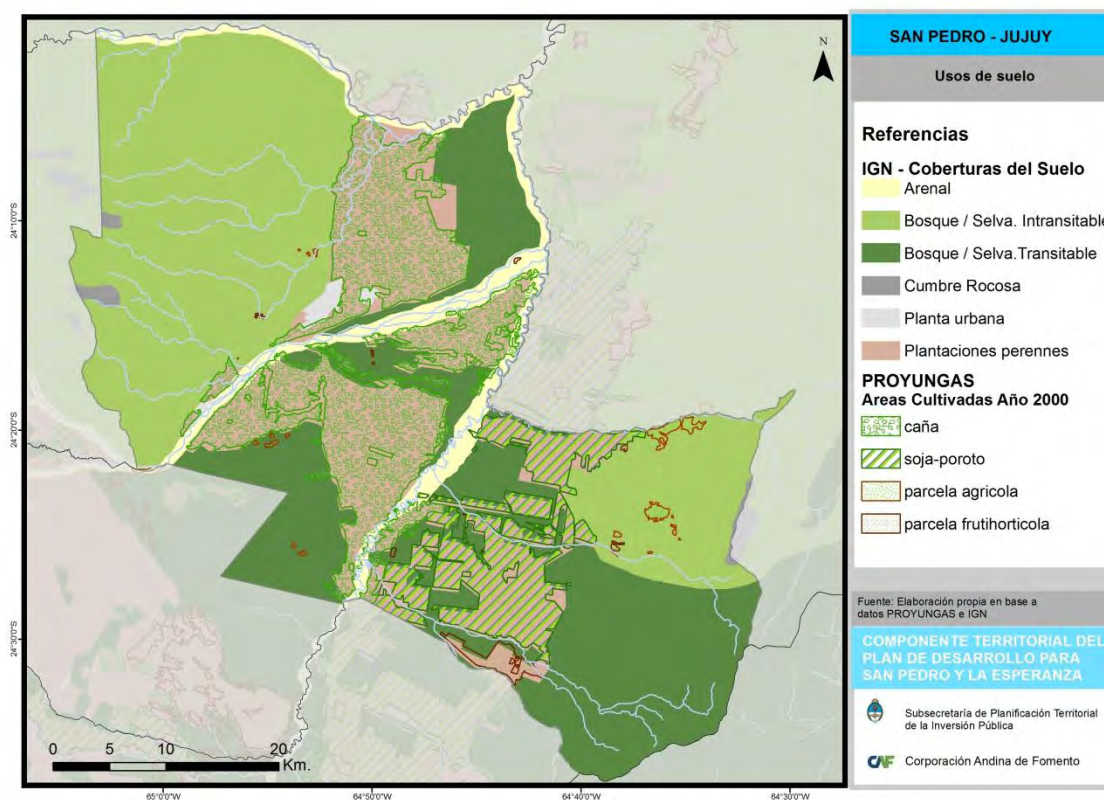 N
24°10'0"S
24°20'0"S
24°30'0"S
0 5 10 20
Km.
65°0'0"W 64°50'0"W 64°40'0"W 64°30'0"W
SAN PEDRO - JUJUY
Usos de suelo
Referencias
IGN - Coberturas del Suelo
Arenal
Bosque / Selva. Intransitable
Bosque / Selva.Transitable
Cumbre Rocosa
Planta urbana
Plantaciones perennes
PROYUNGAS
Areas Cultivadas Año 2000
caña
soja-poroto
parcela agricola
parcela frutihorticola
Fuente: Elaboración propia en base a
datos PROYUNGAS e IGN
COMPONENTE TERRITORIAL DEL
PLAN DE DESARROLLO PARA
SAN PEDRO Y LA ESPERANZA
Subsecretaría de Planificación Territorial
de la Inversión Pública
CAF Corporación Andina de Fomento